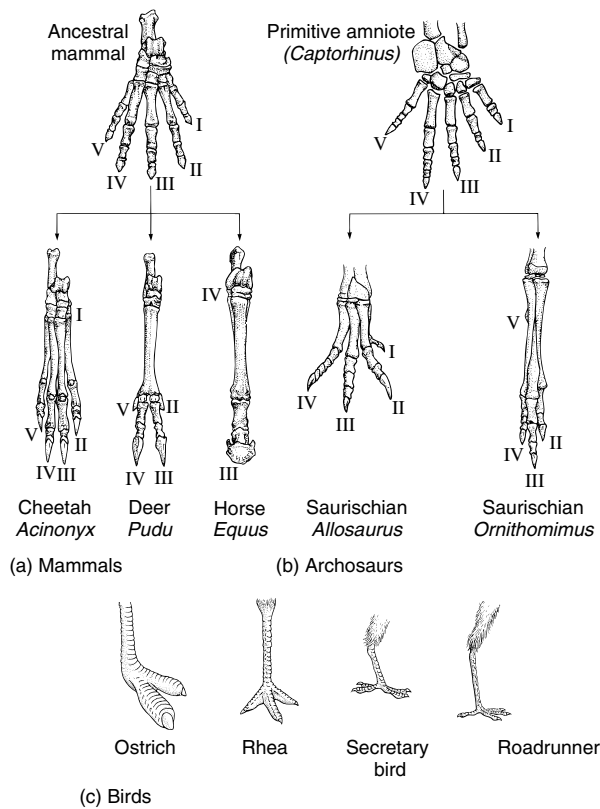 Ancestral
mammal
Primitive amniote
(Captorhinus)
I
II
III
IV
V
I
II
III
IV
V
I
II
III
IV
V
V
II
IV
III
IV
III
I
II
III
IV
V
IV
II
III
Cheetah
Acinonyx
Deer
Pudu
Horse
Equus
Saurischian
Allosaurus
Saurischian
Ornithomimus
(a) Mammals
(b) Archosaurs
Ostrich
Rhea
Secretary
bird
Roadrunner
(c) Birds